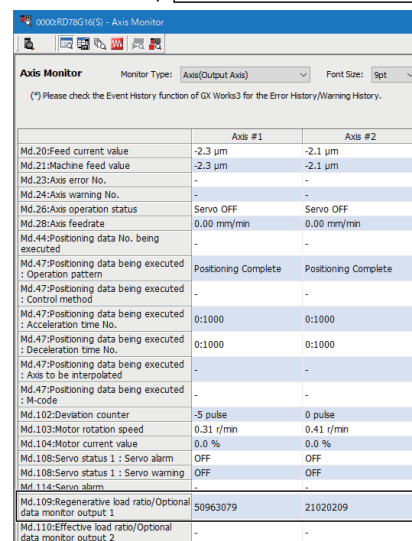 0000:RD78G16(S) - Axis Monitor
Axis Monitor Monitor Type: Axis(Output Axis) Font Size: 9pt
(*) Please check the Event History function of GX Works3 for the Error History/Warning History.
Axis #1 Axis #2
Md.20:Feed current value -2.3 µm -2.1 µm
Md.21:Machine feed value -2.3 µm -2.1 µm
Md.23:Axis error No. - -
Md.24:Axis warning No. - -
Md.26:Axis operation status Servo OFF Servo OFF
Md.28:Axis feedrate 0.00 mm/min 0.00 mm/min
Md.44:Positioning data No. being
executed - -
Md.47:Positioning data being executed
: Operation pattern Positioning Complete Positioning Complete
Md.47:Positioning data being executed
: Control method - -
Md.47:Positioning data being executed
: Acceleration time No. 0:1000 0:1000
Md.47:Positioning data being executed
: Deceleration time No. 0:1000 0:1000
Md.47:Positioning data being executed
: Axis to be interpolated - -
Md.47:Positioning data being executed
: M-code - -
Md.102:Deviation counter -5 pulse 0 pulse
Md.103:Motor rotation speed 0.31 r/min 0.41 r/min
Md.104:Motor current value 0.0 % 0.0 %
Md.108:Servo status 1 : Servo alarm OFF OFF
Md.108:Servo status 1 : Servo warning OFF OFF
Md.114:Servo alarm - -
Md.109:Regenerative load ratio/Optional
data monitor output 1 50963079 21020209
Md.110:Effective load ratio/Optional
data monitor output 2 - -